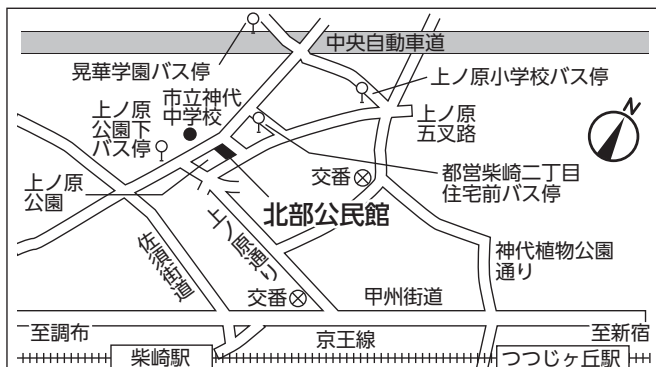 中央自動車道
晃華学園バス停
上ノ原小学校バス停
市立神代
中学校
上ノ原
公園下
バス停
上ノ原
五叉路
N
上ノ原
公園
交番
都営柴崎二丁目
住宅前バス停
北部公民館
上ノ原通り
佐須街道
神代植物公園
通り
交番
甲州街道
至調布
京王線
至新宿
柴崎駅
つつじヶ丘駅